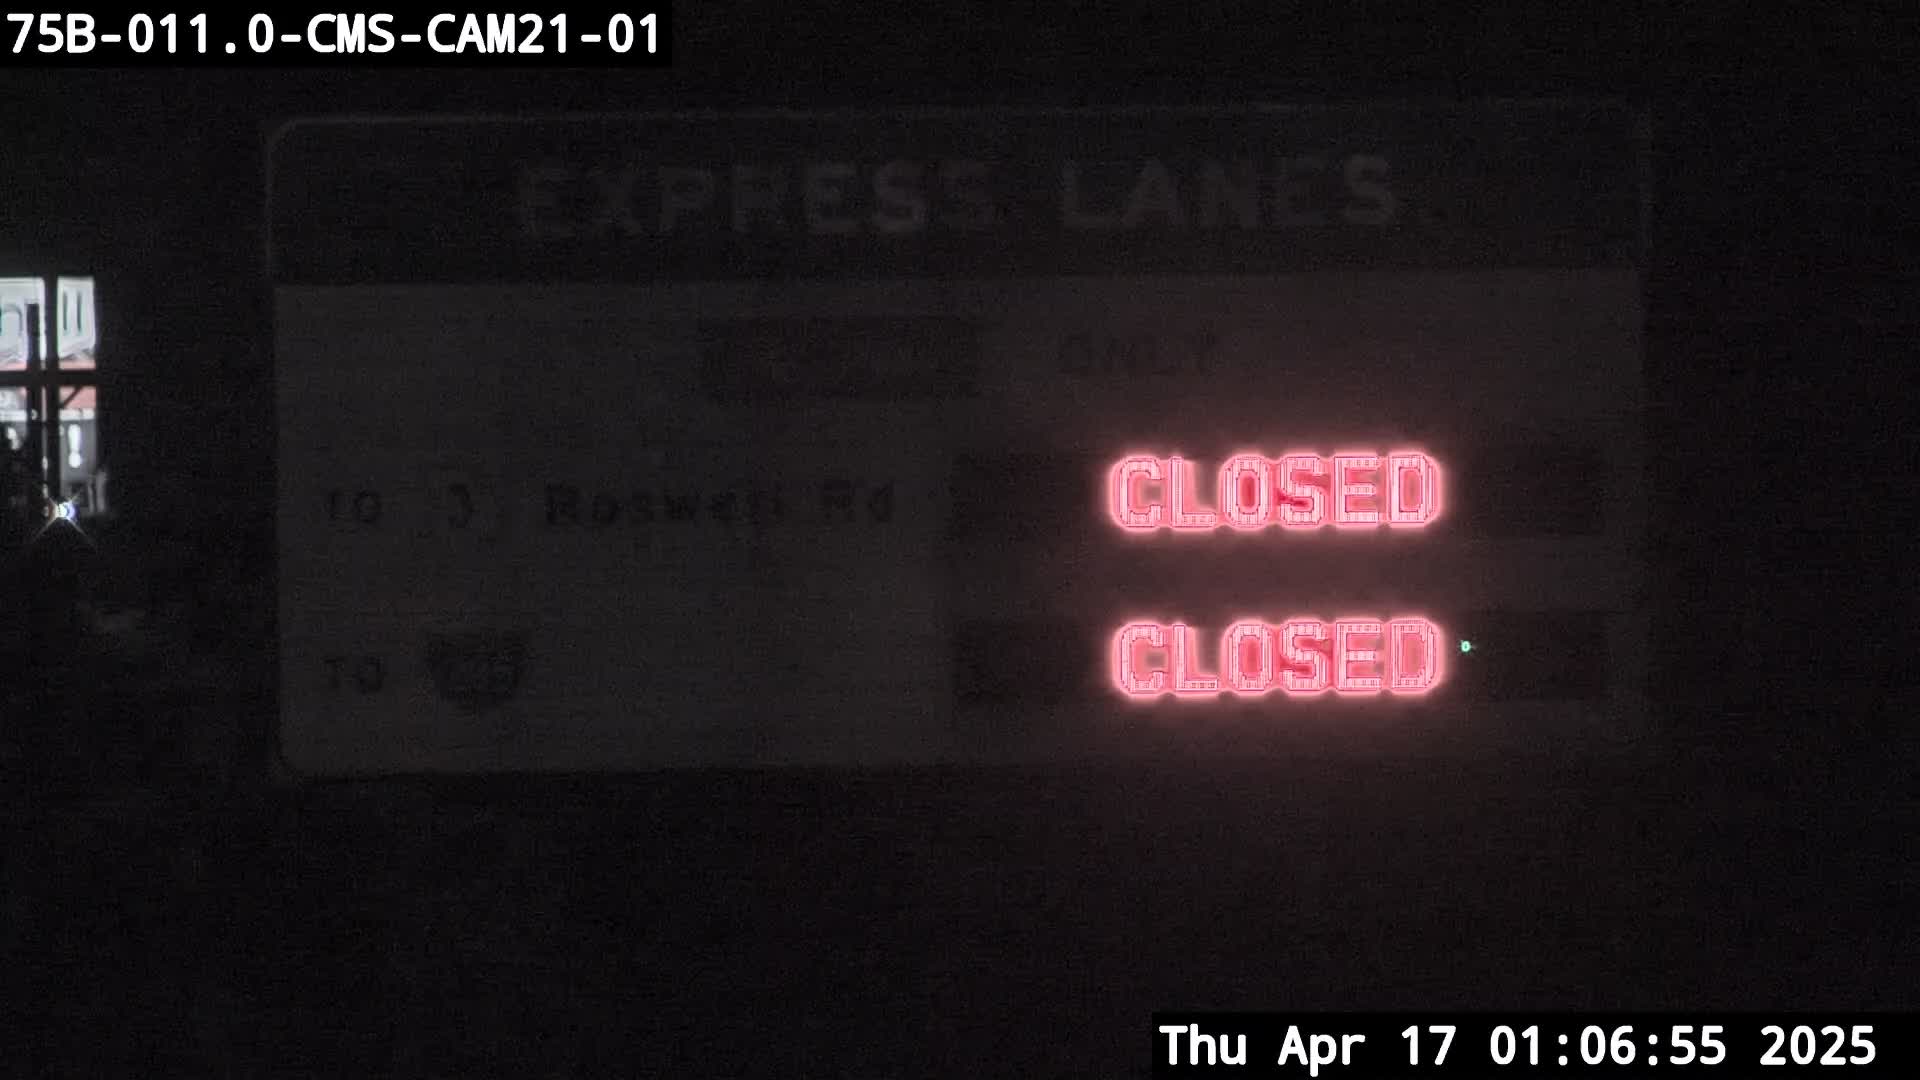 75B-011.0-CMS-CAM21-01
EXPRESS LANES
ONLY
TO 3 Roswell Rd CLOSED
TO CLOSED
Thu Apr 17 01:06:55 2025